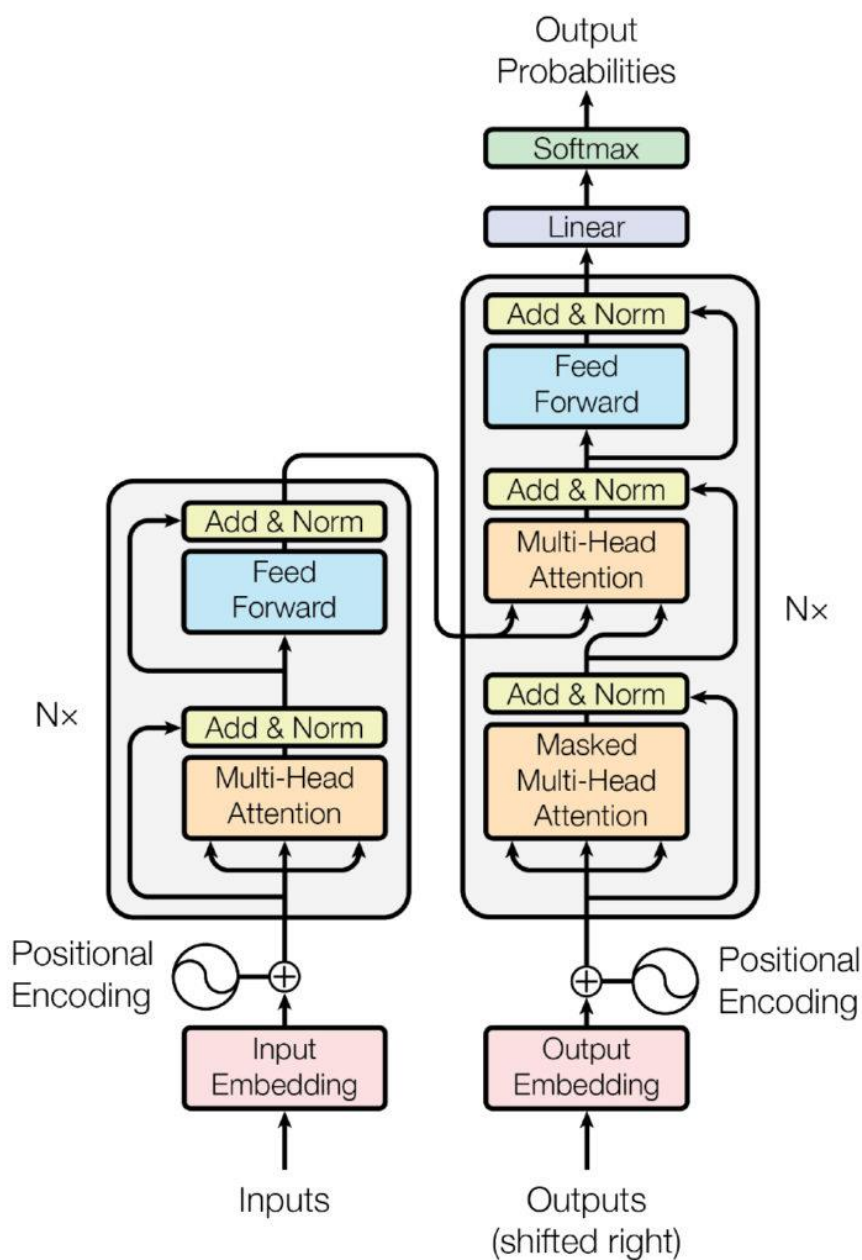 Output
Probabilities
Softmax
Linear
Add & Norm
Feed
Forward
Add & Norm
Multi-Head
Attention
Nx
Add & Norm
Masked
Multi-Head
Attention
Add & Norm
Feed
Forward
Nx
Add & Norm
Multi-Head
Attention
Positional
Encoding
Positional
Encoding
Input
Embedding
Output
Embedding
Inputs
Outputs
(shifted right)